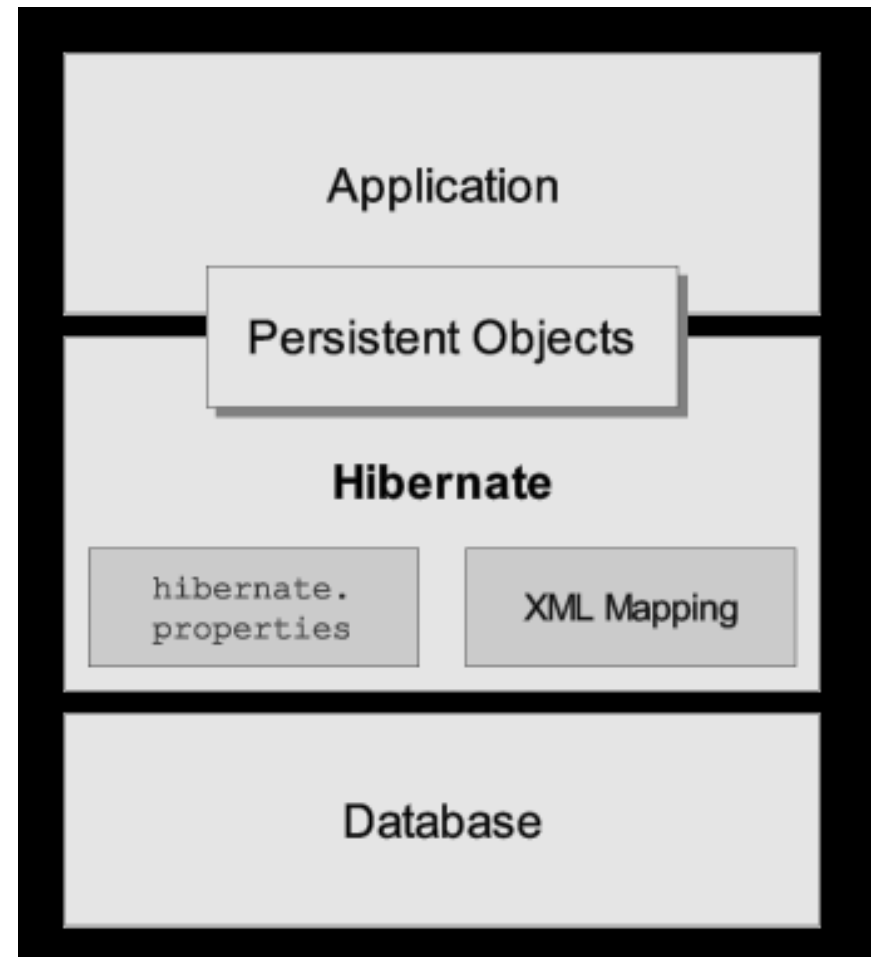 Application
Persistent Objects
Hibernate
hibernate.
properties
XML Mapping
Database